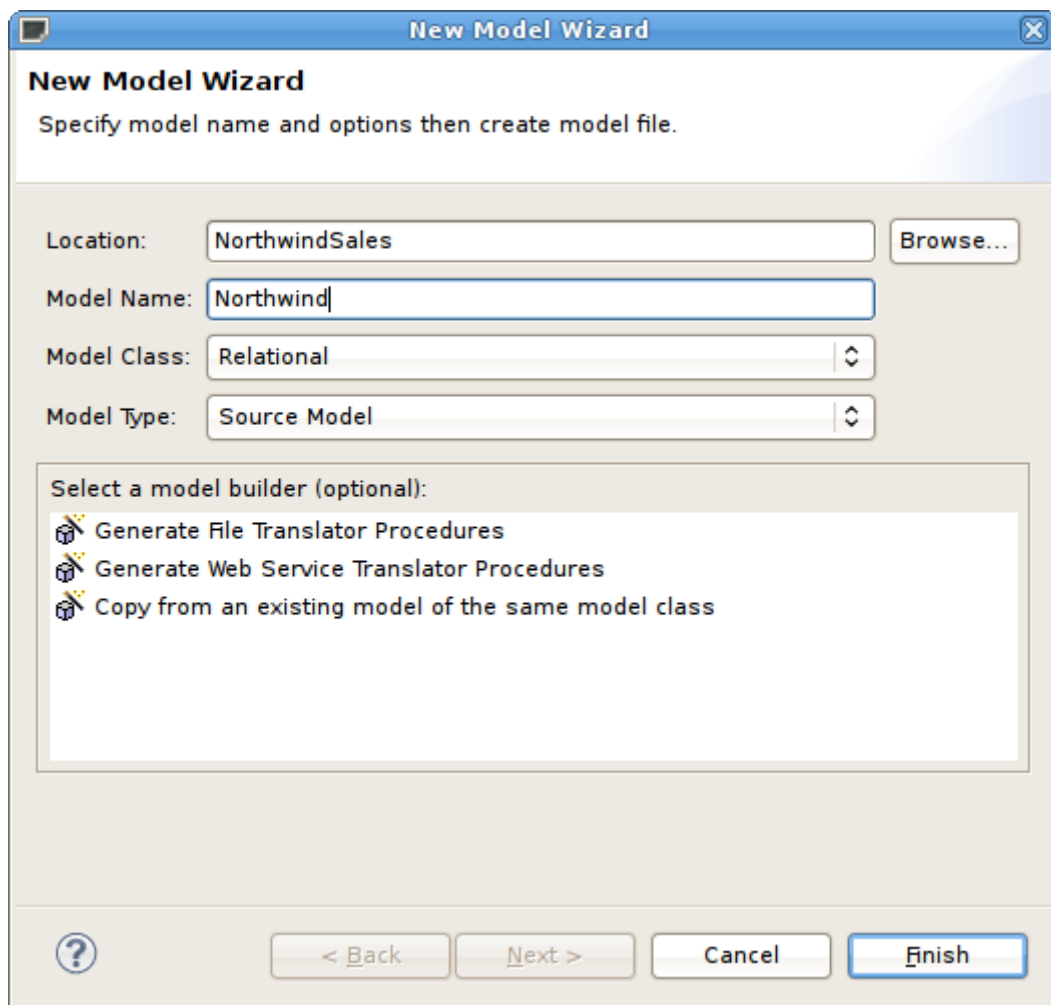 New Model Wizard
New Model Wizard
Specify model name and options then create model file.
Location: NorthwindSales Browse...
Model Name: Northwind
Model Class: Relational
Model Type: Source Model
Select a model builder (optional):
Generate File Translator Procedures
Generate Web Service Translator Procedures
Copy from an existing model of the same model class
? < Back Next > Cancel Finish